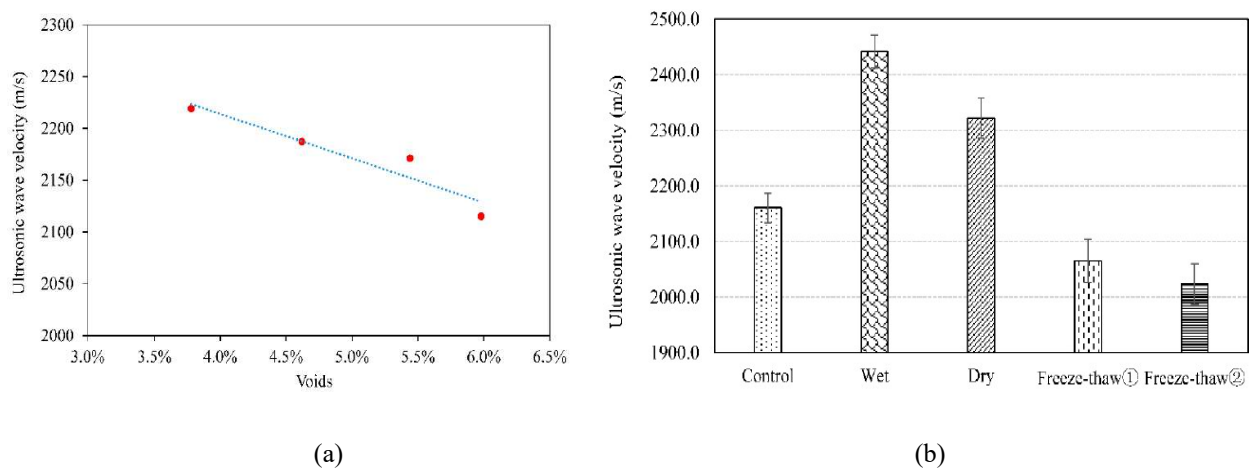 2300
2250
2200
2150
2100
2050
2000
Ultrosonic wave velocity (m/s)
3.0% 3.5% 4.0% 4.5% 5.0% 5.5% 6.0% 6.5%
Voids
(a)
2500.0
2400.0
2300.0
2200.0
2100.0
2000.0
1900.0
Ultrosonic wave velocity (m/s)
Control Wet Dry Freeze-thaw① Freeze-thaw②
(b)